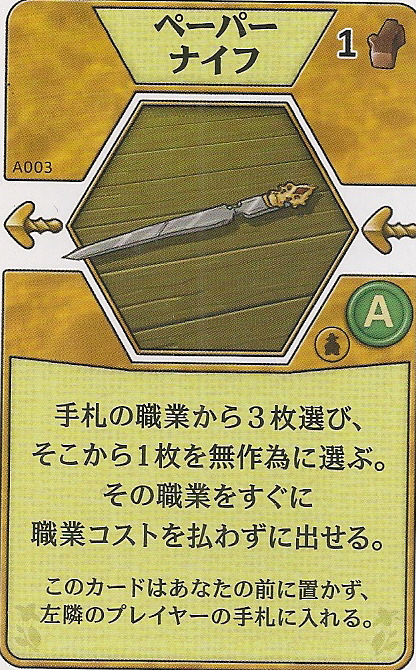 ペーパー
ナイフ
1
A003
A
手札の職業から3枚選び、
そこから1枚を無作為に選ぶ。
その職業をすぐに
職業コストを払わずに出せる。
このカードはあなたの前に置かず、
左隣のプレイヤーの手札に入れる。